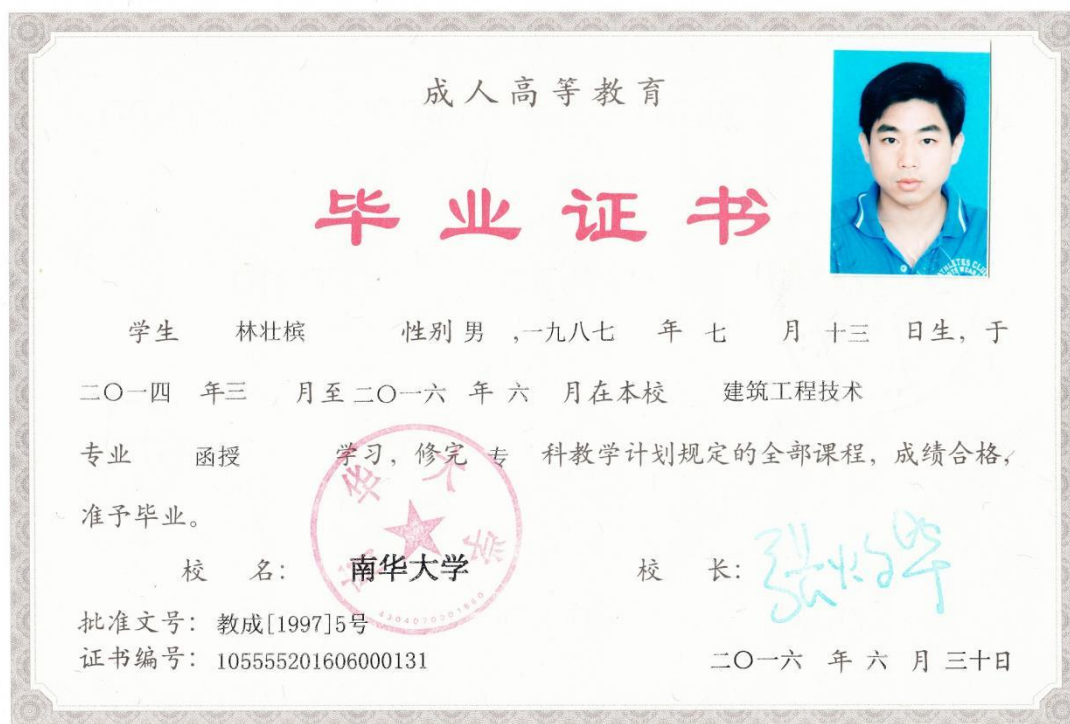 成人高等教育
毕业证书
学生 林壮槟 性别 男 ,一九八七 年 七 月 十三 日生，于
二〇一四 年三 月至 二〇一六 年 六 月在本校 建筑工程技术
专业 函授 学习，修完 专 科教学计划规定的全部课程，成绩合格，
准予毕业。
校 名： 南华大学 校 长：
批准文号：教成[1997]5号
证书编号：105555201606000131
二〇一六 年 六 月 三十日
南华大学